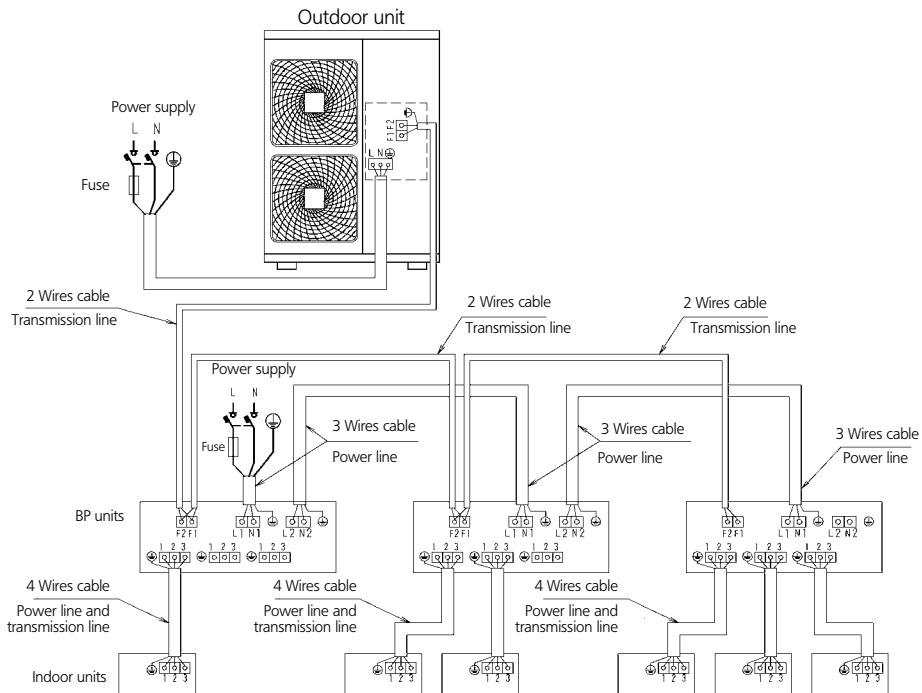 Outdoor unit
Power supply
L N
Fuse
F1 F2
L N
2 Wires cable
Transmission line
2 Wires cable
Transmission line
2 Wires cable
Transmission line
Power supply
L N
Fuse
3 Wires cable
Power line
3 Wires cable
Power line
3 Wires cable
Power line
BP units
F2 F1 L1 N1 L2 N2
F2 F1 L1 N1 L2 N2
F2 F1 L1 N1 L2 N2
1 2 3 1 2 3 1 2 3
1 2 3 1 2 3
1 2 3 1 2 3 1 2 3
4 Wires cable
Power line and
transmission line
4 Wires cable
Power line and
transmission line
4 Wires cable
Power line and
transmission line
Indoor units
1 2 3
1 2 3
1 2 3
1 2 3
1 2 3
1 2 3